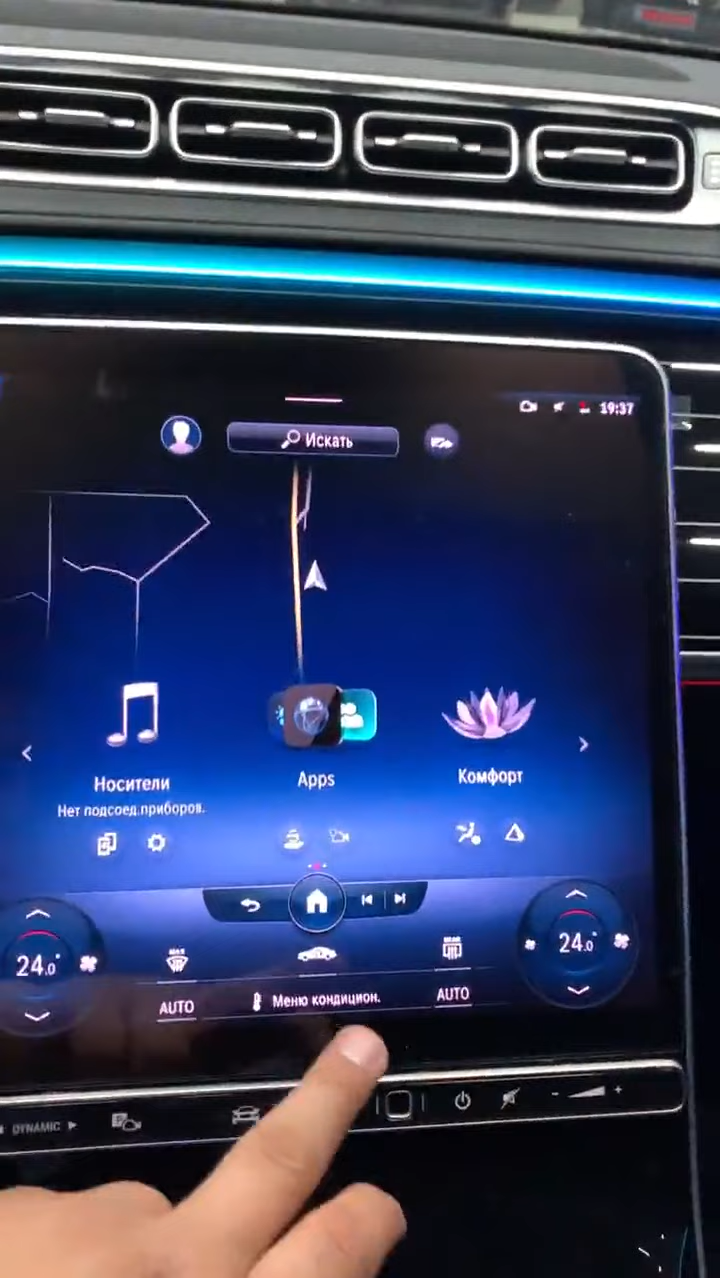 19:37
Искать
Носители
Нет подсоед.приборов.
Apps
Комфорт
24.0°
MAX
REAR
24.0°
AUTO
Меню кондицион.
AUTO
DYNAMIC
- +